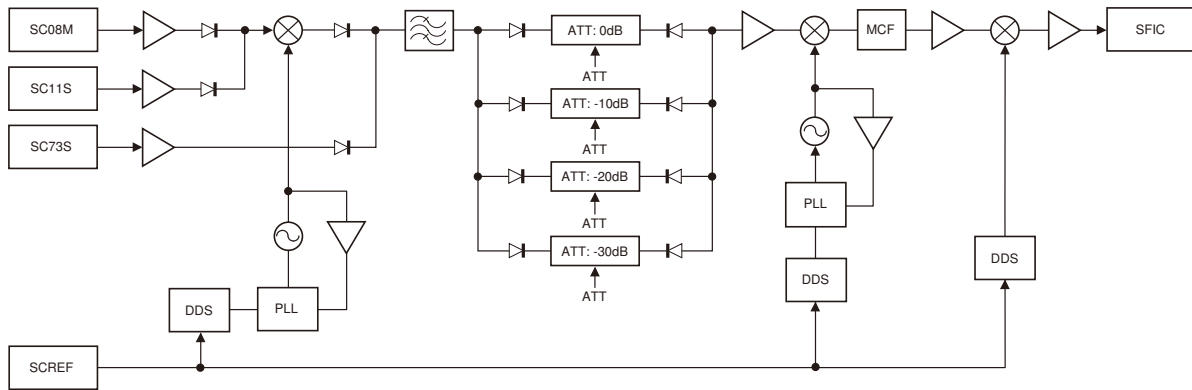 SC08M
ATT: 0dB
MCF
SFIC
ATT
SC11S
ATT: -10dB
ATT
SC73S
ATT: -20dB
ATT
PLL
ATT: -30dB
DDS
DDS
ATT
DDS
PLL
SCREF